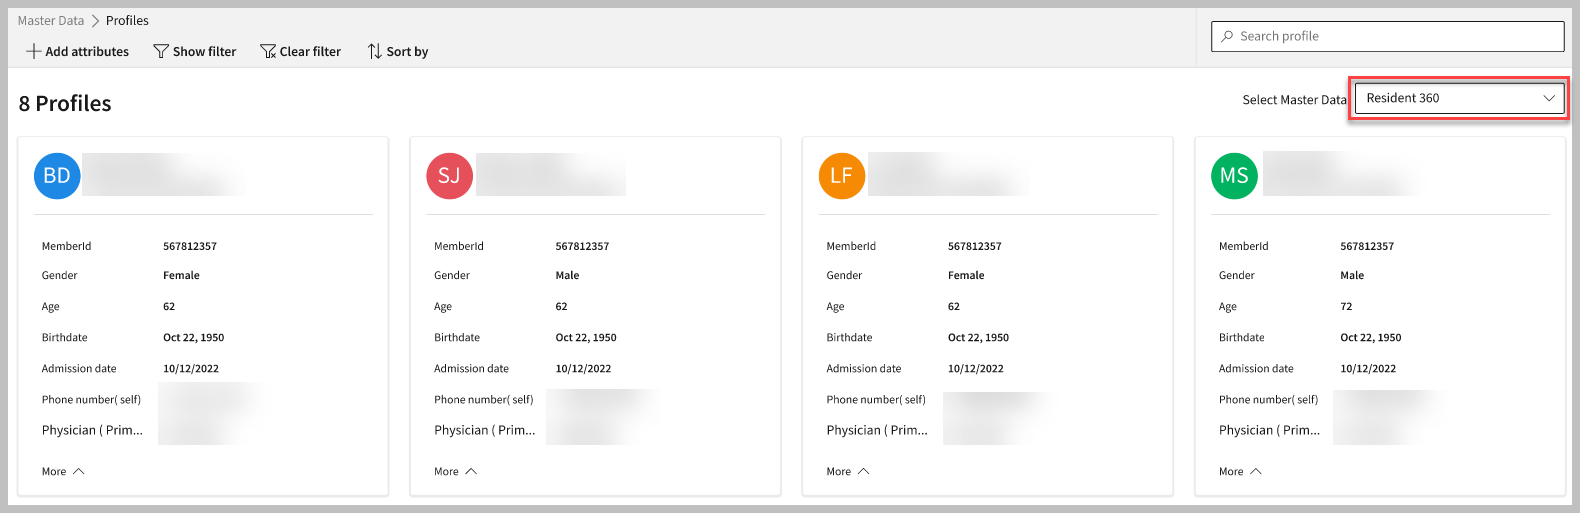 Master Data > Profiles
Add attributes Show filter Clear filter Sort by
Search profile
8 Profiles
Select Master Data Resident 360
BD
MemberId 567812357
Gender Female
Age 62
Birthdate Oct 22, 1950
Admission date 10/12/2022
Phone number( self)
Physician ( Prim...
More
SJ
MemberId 567812357
Gender Male
Age 62
Birthdate Oct 22, 1950
Admission date 10/12/2022
Phone number( self)
Physician ( Prim...
More
LF
MemberId 567812357
Gender Female
Age 62
Birthdate Oct 22, 1950
Admission date 10/12/2022
Phone number( self)
Physician ( Prim...
More
MS
MemberId 567812357
Gender Male
Age 72
Birthdate Oct 22, 1950
Admission date 10/12/2022
Phone number( self)
Physician ( Prim...
More